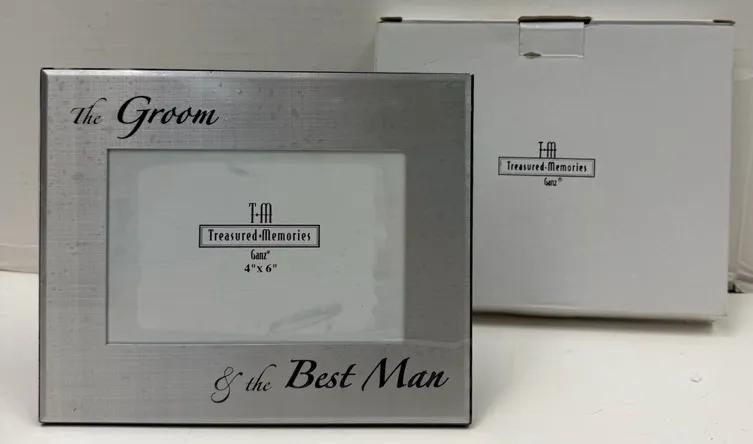 The Groom
T•M
Treasured•Memories
Ganz®
4"x 6"
& the Best Man
T•M
Treasured•Memories
Ganz®